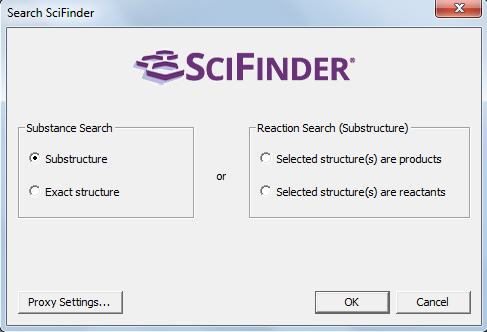 Search SciFinder
SCIFINDER®
Substance Search
Substructure
Exact structure
or
Reaction Search (Substructure)
Selected structure(s) are products
Selected structure(s) are reactants
Proxy Settings...
OK
Cancel